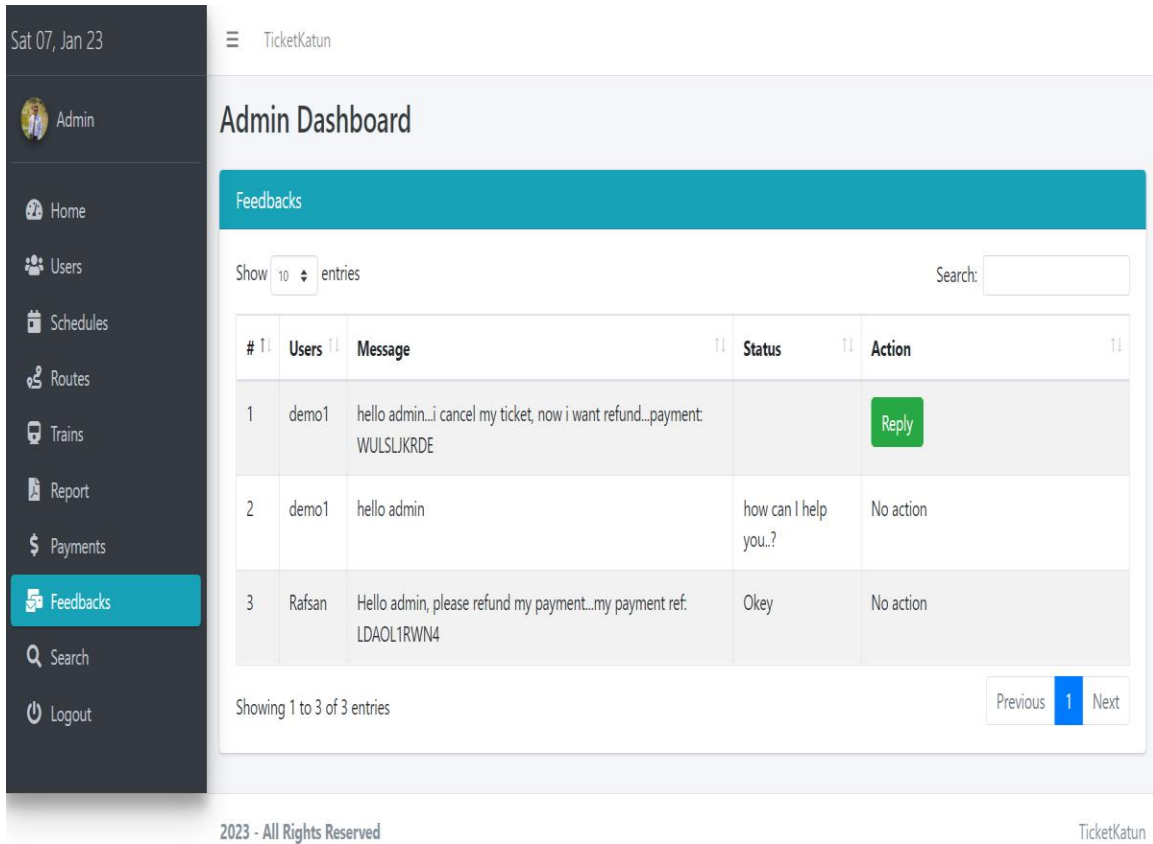 Sat 07, Jan 23
Admin
Home
Users
Schedules
Routes
Trains
Report
Payments
Feedbacks
Search
Logout
TicketKatun
Admin Dashboard
Feedbacks
Show 10 entries
Search:
# Users Message Status Action
1 demo1 hello admin...i cancel my ticket, now i want refund...payment: Reply
WULSLJKRDE
2 demo1 hello admin how can I help No action
you..?
3 Rafsan Hello admin, please refund my payment...my payment ref: Okey No action
LDAOL1RWN4
Showing 1 to 3 of 3 entries
Previous 1 Next
2023 - All Rights Reserved TicketKatun